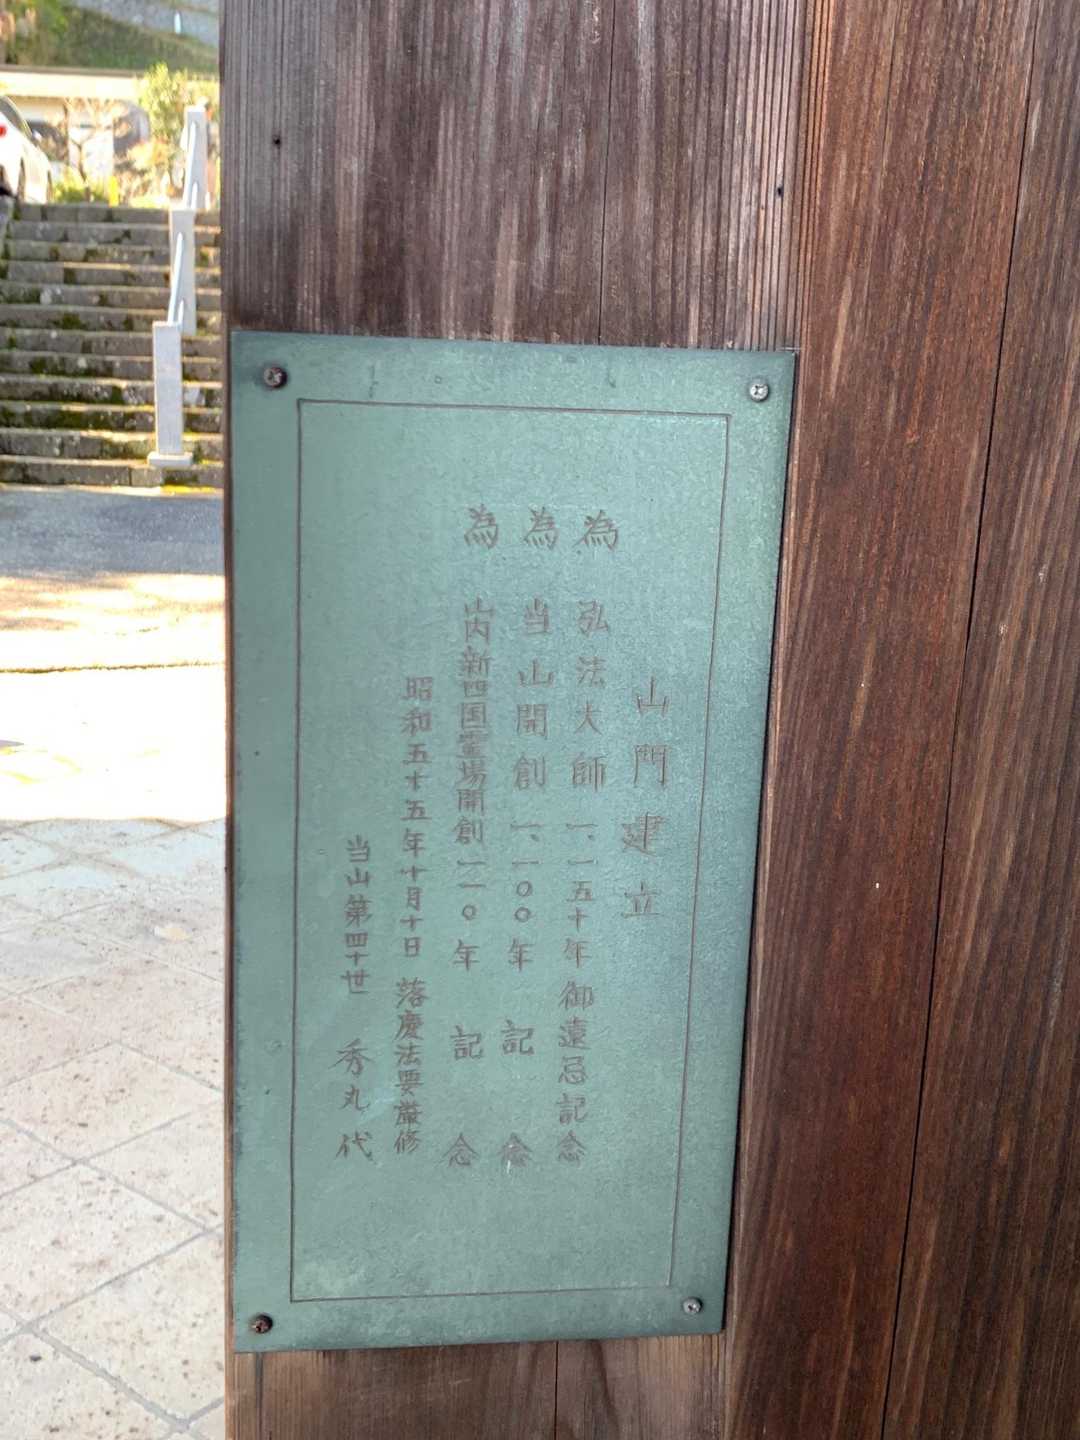 山門建立
為 弘法大師一、一五十年御遠忌記念
為 当山開創一、一〇〇年 記念
為 山内新四国霊場開創一一〇年 記念
昭和五十五年十月十日 落慶法要厳修
当山第四十世 秀丸代